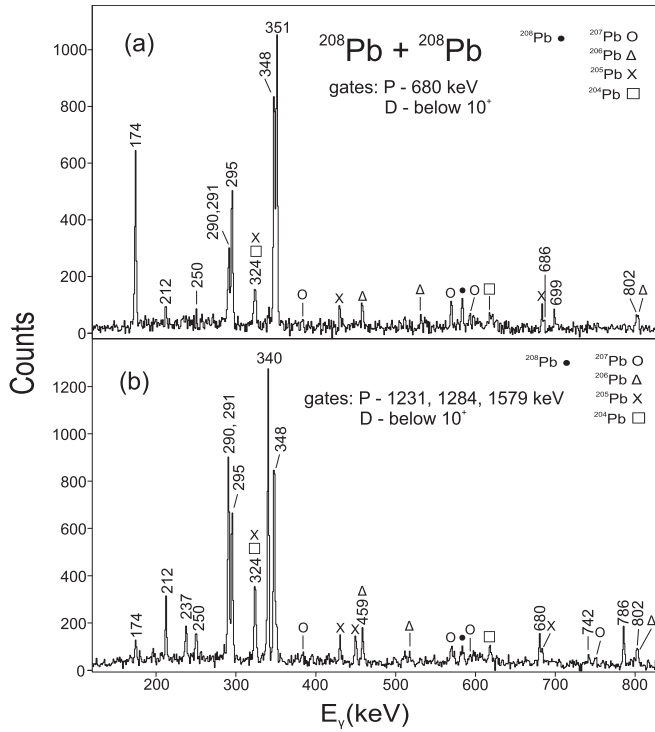 (a)
²⁰⁸Pb + ²⁰⁸Pb
gates: P - 680 keV
D - below 10⁺
²⁰⁸Pb ●
²⁰⁷Pb O
²⁰⁶Pb Δ
²⁰⁵Pb X
²⁰⁴Pb □
1000
800
600
400
200
0
174
212
250
290,291
295
X
□
324
348
351
O
X
Δ
Δ
O
●
O
□
X
686
699
802
Δ
Counts
(b)
gates: P - 1231, 1284, 1579 keV
D - below 10⁺
²⁰⁸Pb ●
²⁰⁷Pb O
²⁰⁶Pb Δ
²⁰⁵Pb X
²⁰⁴Pb □
1200
1000
800
600
400
200
0
174
212
237
250
290, 291
295
X
□
324
340
348
O
X
X
Δ
459
Δ
O
●
O
□
680
X
742
O
786
802
Δ
200
300
400
500
600
700
800
Eγ(keV)